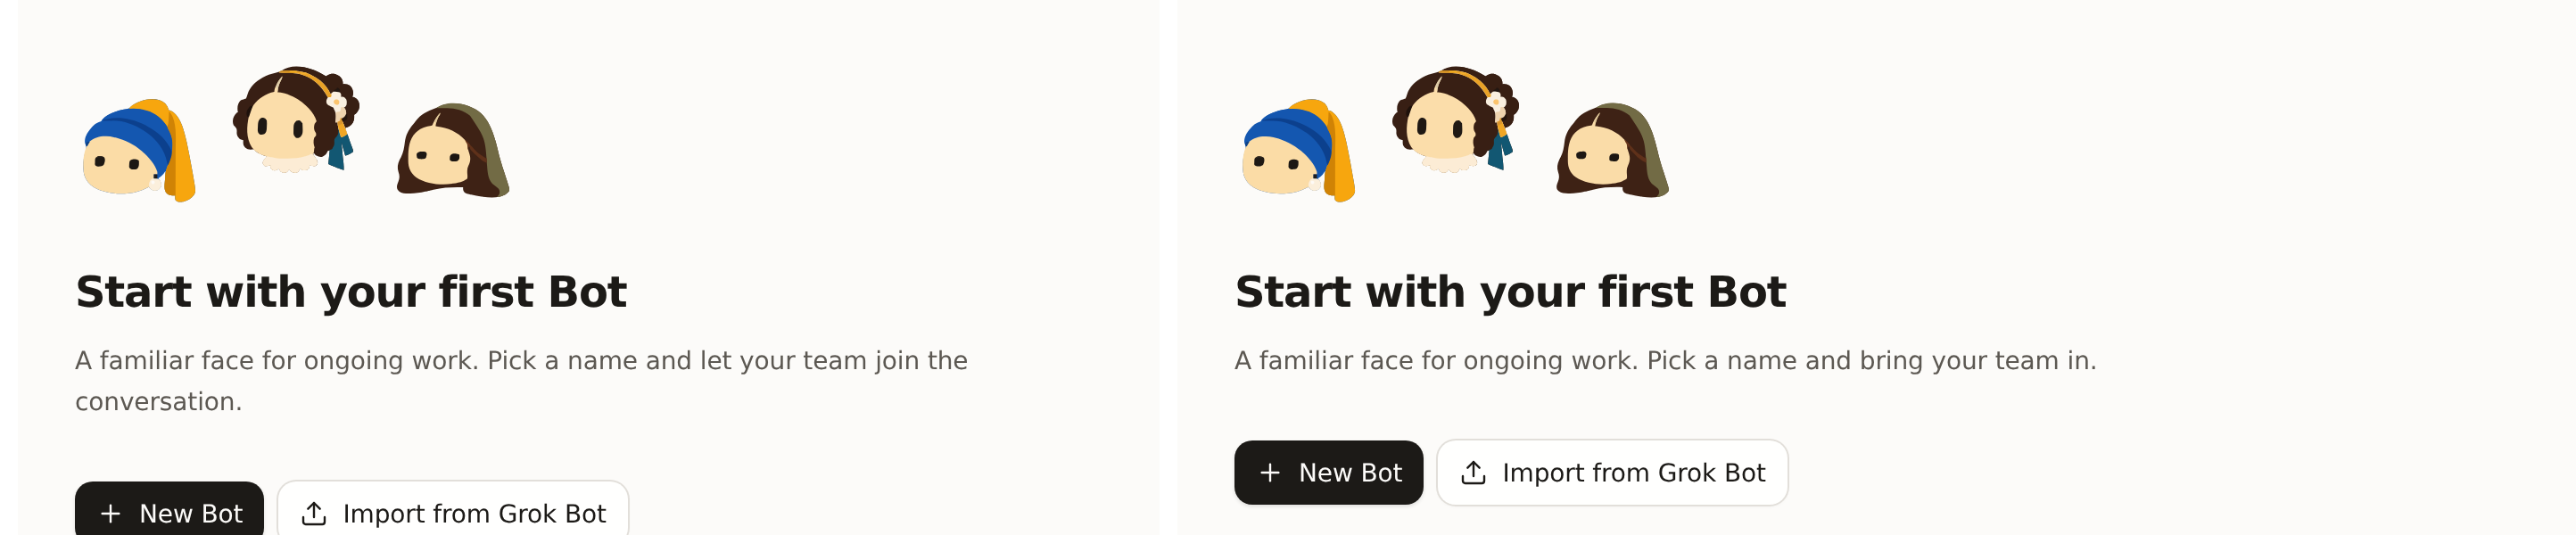 Start with your first Bot
A familiar face for ongoing work. Pick a name and let your team join the
conversation.
New Bot
Import from Grok Bot
Start with your first Bot
A familiar face for ongoing work. Pick a name and bring your team in.
New Bot
Import from Grok Bot